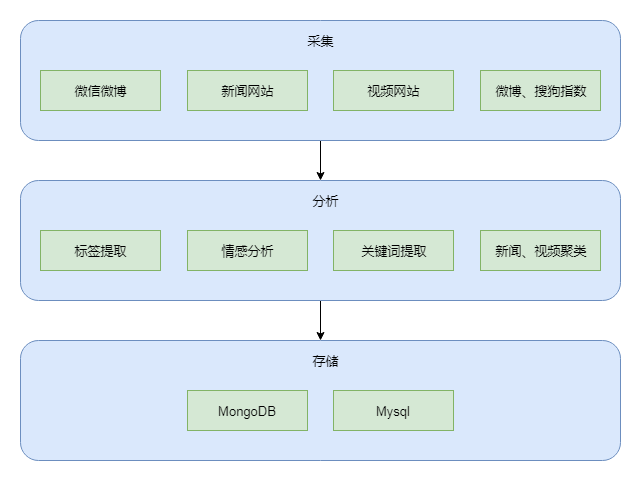 采集
微信微博
新闻网站
视频网站
微博、搜狗指数
分析
标签提取
情感分析
关键词提取
新闻、视频聚类
存储
MongoDB
Mysql